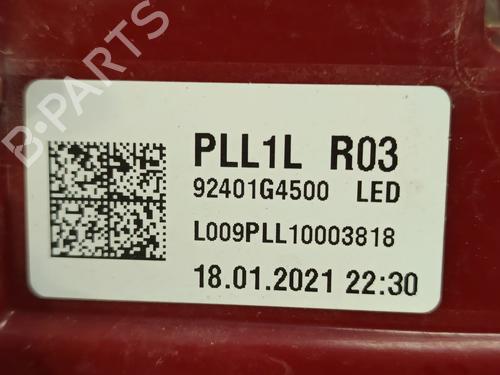 B-PARTS
PLL1L R03
92401G4500 LED
L009PLL10003818
18.01.2021 22:30